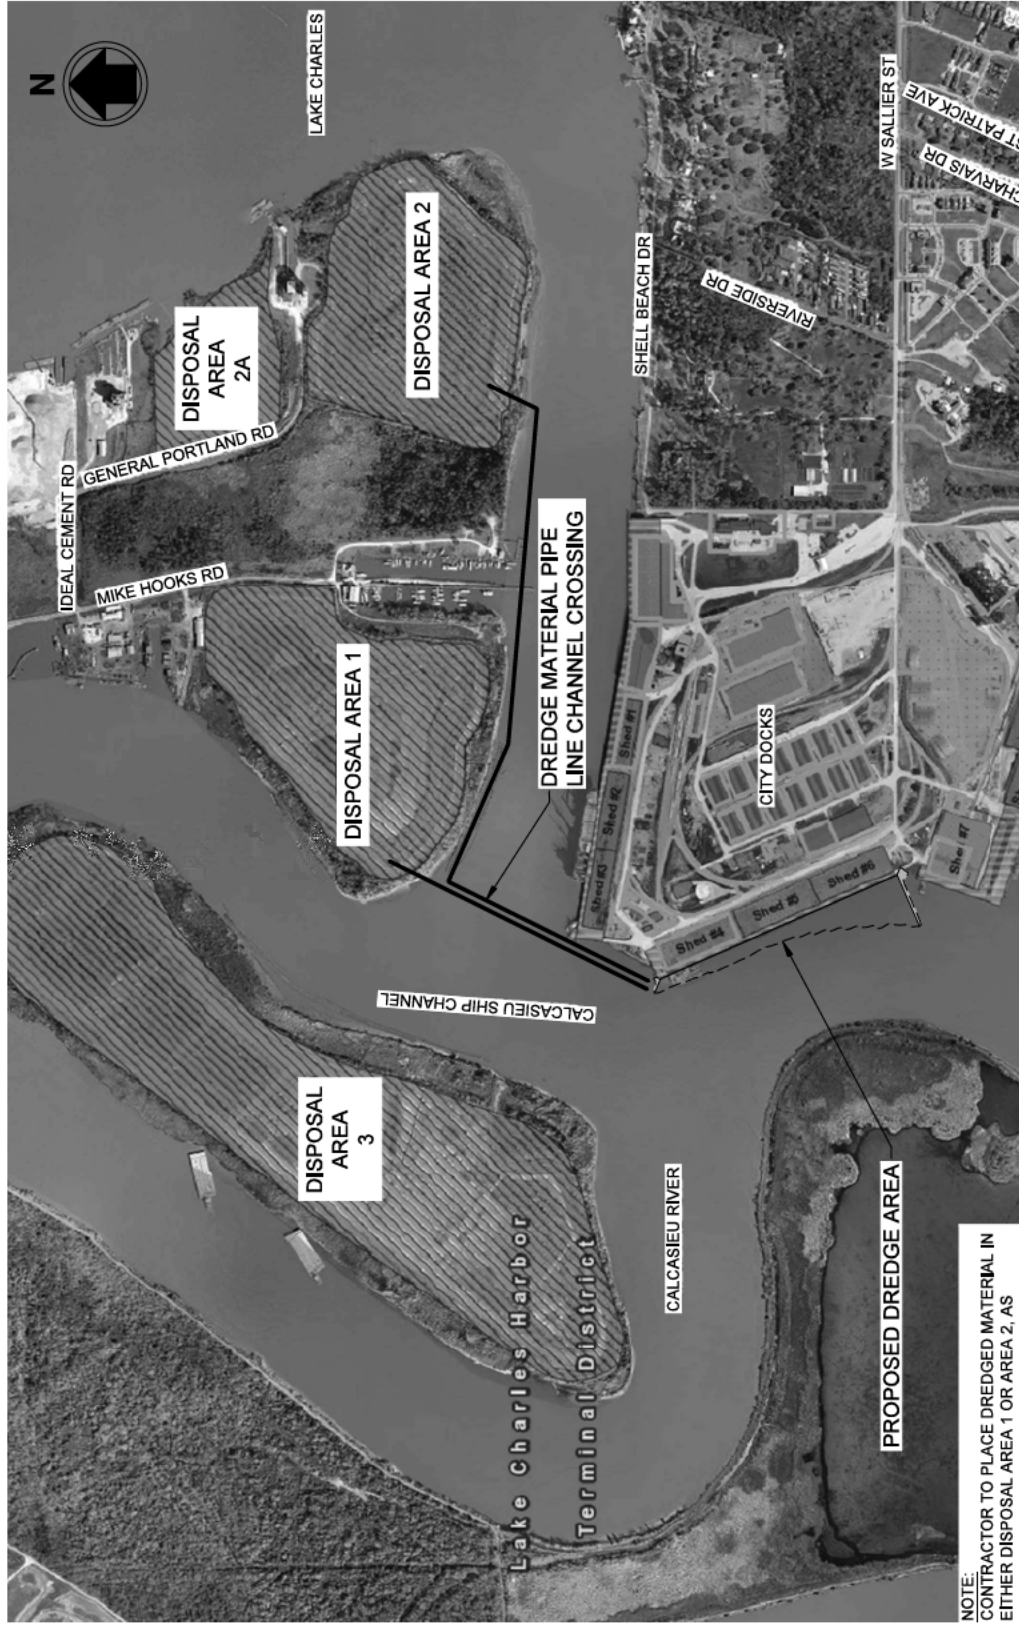 N
IDEAL CEMENT RD
MIKE HOOKS RD
GENERAL PORTLAND RD
DISPOSAL
AREA
2A
LAKE CHARLES
DISPOSAL
AREA
3
DISPOSAL AREA 1
DISPOSAL AREA 2
CALCASIEU SHIP CHANNEL
Lake Charles Harbor
Terminal District
DREDGE MATERIAL PIPE
LINE CHANNEL CROSSING
SHELL BEACH DR
RIVERSIDE DR
CALCASIEU RIVER
Shed #3
Shed #2
Shed #1
Shed #4
Shed #5
Shed #6
Shed #7
CITY DOCKS
PROPOSED DREDGE AREA
W SALLIER ST
CHARVAIS DR
ST PATRICK AVE
NOTE:
CONTRACTOR TO PLACE DREDGED MATERIAL IN
EITHER DISPOSAL AREA 1 OR AREA 2, AS